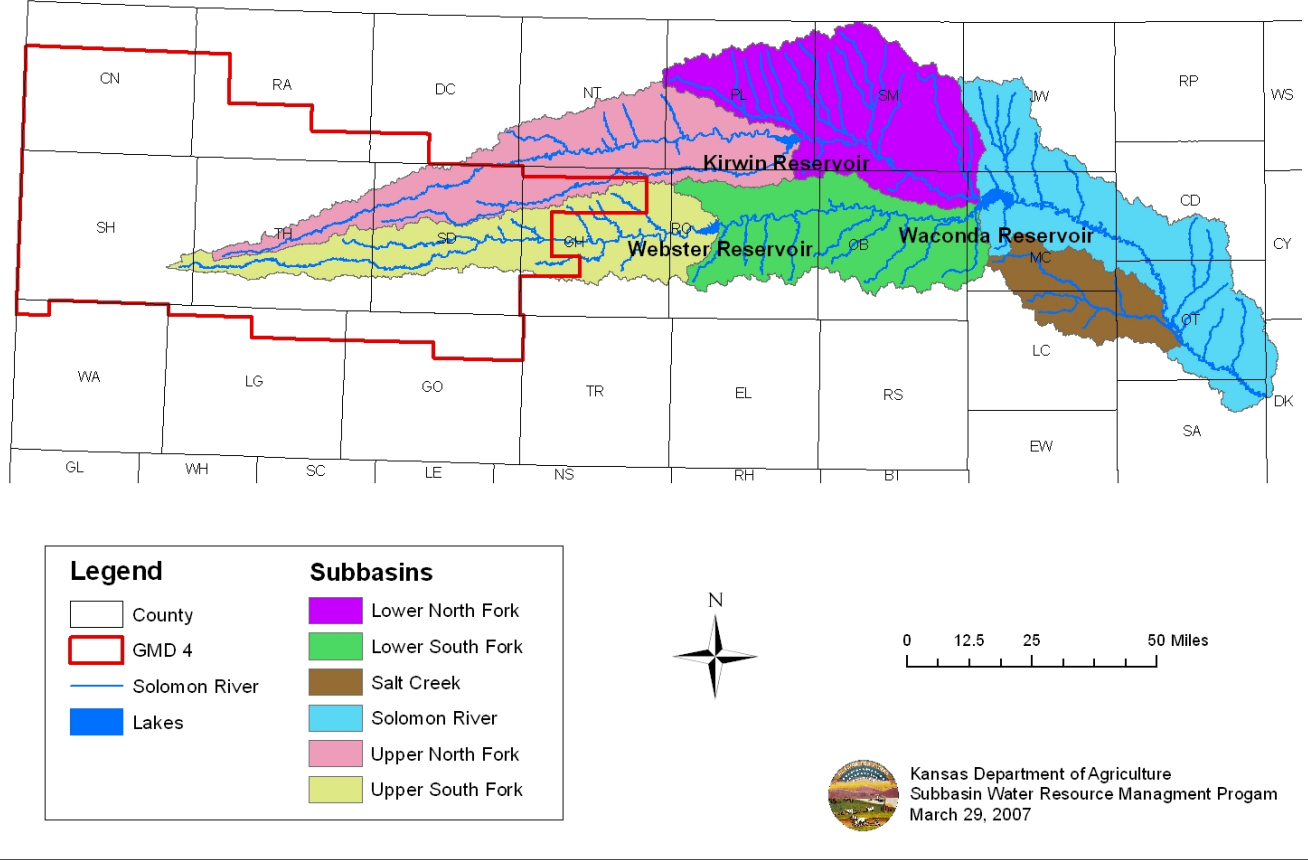 CN
RA
DC
NT
PL
SM
JW
RP
WS
SH
TH
SD
GH
RO
OB
MC
CD
CY
Kirwin Reservoir
Webster Reservoir
Waconda Reservoir
WA
LG
GO
TR
EL
RS
LC
OT
DK
EW
SA
GL
WH
SC
LE
NS
RH
BT
Legend
County
GMD 4
Solomon River
Lakes
Subbasins
Lower North Fork
Lower South Fork
Salt Creek
Solomon River
Upper North Fork
Upper South Fork
N
0 12.5 25 50 Miles
Kansas Department of Agriculture
Subbasin Water Resource Managment Progam
March 29, 2007